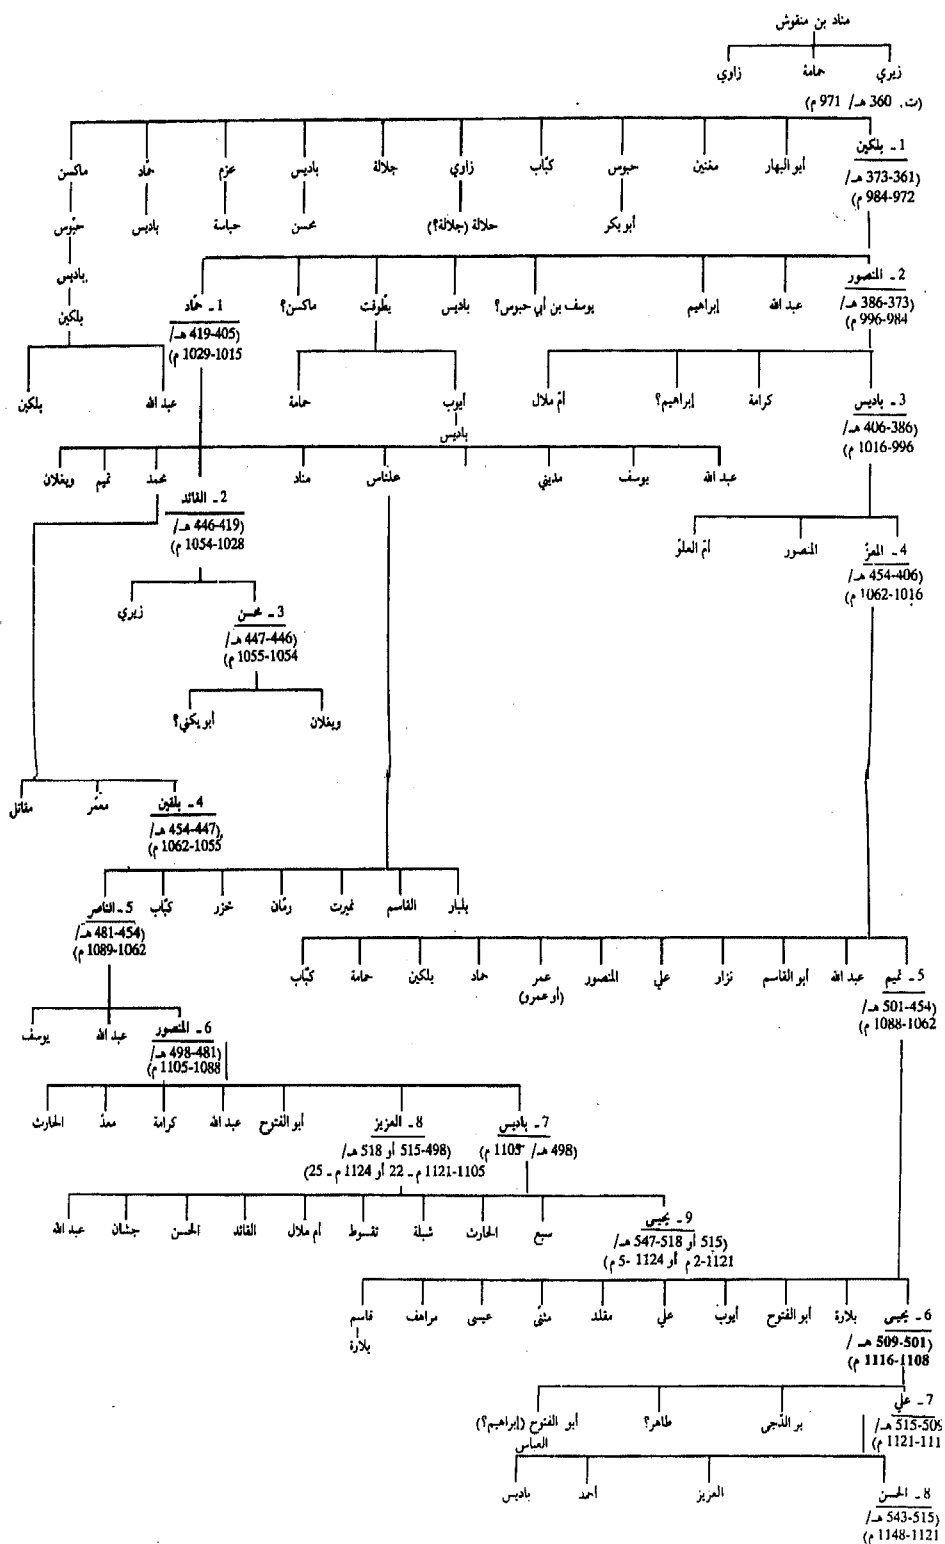 مناد بن منقوش
زيري حمامة زاوي
(ت. 360 هـ/ 971 م)
1 ـ بلكين أبو البهار مغنين حبوس كبّاب زاوي جلالة باديس عزم حمّاد ماكسن
(361-373 هـ/
972-984 م)
أبو بكر حلالة (جلالة؟) محسن حباسة باديس حبّوس
باديس
بلكين
عبد الله بلكين
2 ـ المنصور عبد الله إبراهيم يوسف بن أبي حبوس؟ باديس يطّوفت ماكسن؟ 1 ـ حمّاد
(373-386 هـ/
984-996 م)
(405-419 هـ/
1015-1029 م)
3 ـ باديس كرامة إبراهيم؟ أمّ ملال أيوب حمامة
باديس
(386-406 هـ/
996-1016 م)
عبد الله يوسف مديني علناس مناد محمد تميم ويغلان
2 ـ القائد
(419-446 هـ/
1028-1054 م)
4 ـ المعزّ المنصور أمّ العلوّ
(406-454 هـ/
1016-1062 م)
3 ـ محسن زيري
(446-447 هـ/
1054-1055 م)
ويغلان أبو يكني؟
4 ـ بلقين معمّر مقاتل
(447-454 هـ/
1055-1062 م)
بلبار القاسم نميرت رمّان خزر كبّاب 5 ـ الناصر
(454-481 هـ/
1062-1089 م)
5 ـ تميم عبد الله أبو القاسم نزار علي المنصور عمر حماد بلكين حمامة كبّاب
(أو عمرو)
(454-501 هـ/
1062-1088 م)
6 ـ المنصور عبد الله يوسف
(481-498 هـ/
1088-1105 م)
7 ـ باديس 8 ـ العزيز أبو الفتوح عبد الله كرامة معدّ الحارث
(498 هـ/ 1105 م)
(498-515 أو 518 هـ/
1105-1121 م ـ 22 أو 1124 م ـ 25)
9 ـ يحيى سبع الحارث شبلة تقسوط أم ملال القائد الحسن جشان عبد الله
(515 أو 518-547 هـ/
1121-2 م أو 1124 -5 م)
6 ـ يحيى بلارة أبو الفتوح أيوب علي مقلد مثنّى عيسى مراهف قاسم
بلارة
(501-509 هـ /
1108-1116 م)
7 ـ علي بر الدّجى طاهر؟ أبو الفتوح (إبراهيم؟)
العباس
(509-515 هـ/
111-1121 م)
8 ـ الحسن العزيز أحمد باديس
(515-543 هـ/
1121-1148 م)